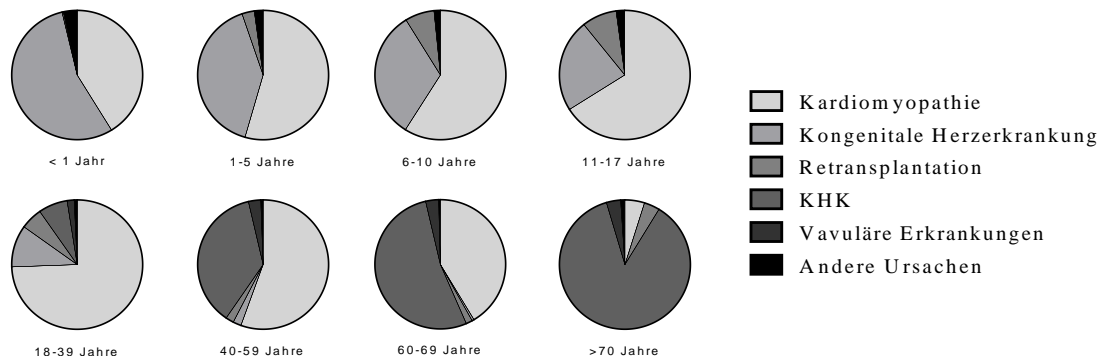 < 1 Jahr
1-5 Jahre
6-10 Jahre
11-17 Jahre
Kardiomyopathie
Kongenitale Herzerkrankung
Retransplantation
KHK
Vavuläre Erkrankungen
Andere Ursachen
18-39 Jahre
40-59 Jahre
60-69 Jahre
>70 Jahre